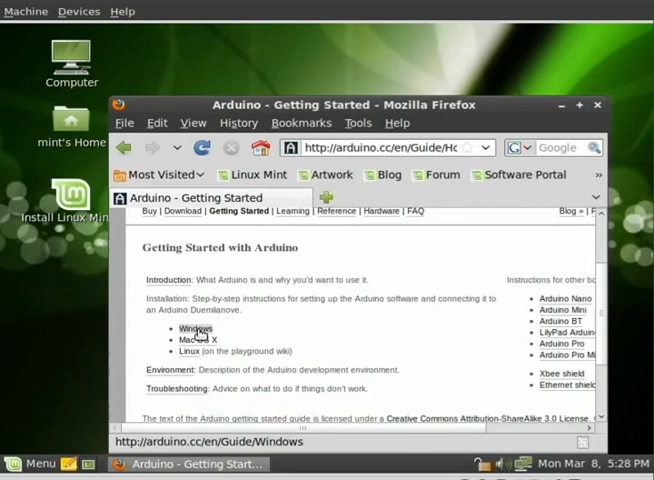 Machine Devices Help
Computer
mint's Home
Install Linux Min
Arduino - Getting Started - Mozilla Firefox
File Edit View History Bookmarks Tools Help
http://arduino.cc/en/Guide/Ho
Google
Most Visited Linux Mint Artwork Blog Forum Software Portal »
Arduino - Getting Started
Buy | Download | Getting Started | Learning | Reference | Hardware | FAQ
Blog » | F
Getting Started with Arduino
Introduction: What Arduino is and why you'd want to use it.
Instructions for other bo
Installation: Step-by-step instructions for setting up the Arduino software and connecting it to
an Arduino Duemilanove.
Windows
Mac OS X
Linux (on the playground wiki)
Arduino Nano
Arduino Mini
Arduino BT
LilyPad Arduin
Arduino Pro
Arduino Pro Mi
Xbee shield
Ethernet shield
Environment: Description of the Arduino development environment.
Troubleshooting: Advice on what to do if things don't work.
The text of the Arduino getting started guide is licensed under a Creative Commons Attribution-ShareAlike 3.0 License.
http://arduino.cc/en/Guide/Windows
Menu
Arduino - Getting Start...
Mon Mar 8, 5:28 PM